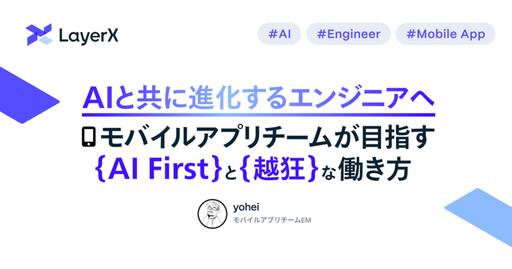 LayerX
#AI #Engineer #Mobile App
AIと共に進化するエンジニアへ
モバイルアプリチームが目指す
{AI First}と{越狂}な働き方
yohei
モバイルアプリチームEM